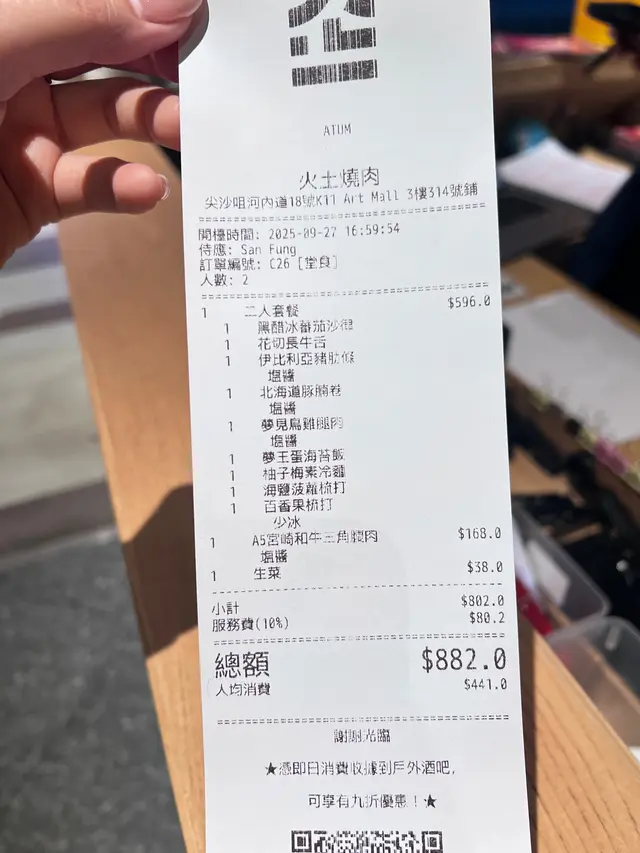 ATUM
火土燒肉
尖沙咀河內道18號K11 Art Mall 3樓314號鋪
開檯時間: 2025-09-27 16:59:54
侍應: San Fung
訂單編號: C26 [堂食]
人數: 2
1 二人套餐 $596.0
1 黑醋冰番茄沙律
1 花切長牛舌
1 伊比利亞豬肋條
塩醬
1 北海道豚腩卷
塩醬
1 夢見鳥雞腿肉
塩醬
1 夢王蛋海苔飯
1 柚子梅素冷麵
1 海鹽菠蘿梳打
1 百香果梳打
少冰
1 A5宮崎和牛三角腰肉 $168.0
塩醬
1 生菜 $38.0
小計 $802.0
服務費(10%) $80.2
總額 $882.0
人均消費 $441.0
謝謝光臨
★憑即日消費收據到戶外酒吧,
可享有九折優惠！★